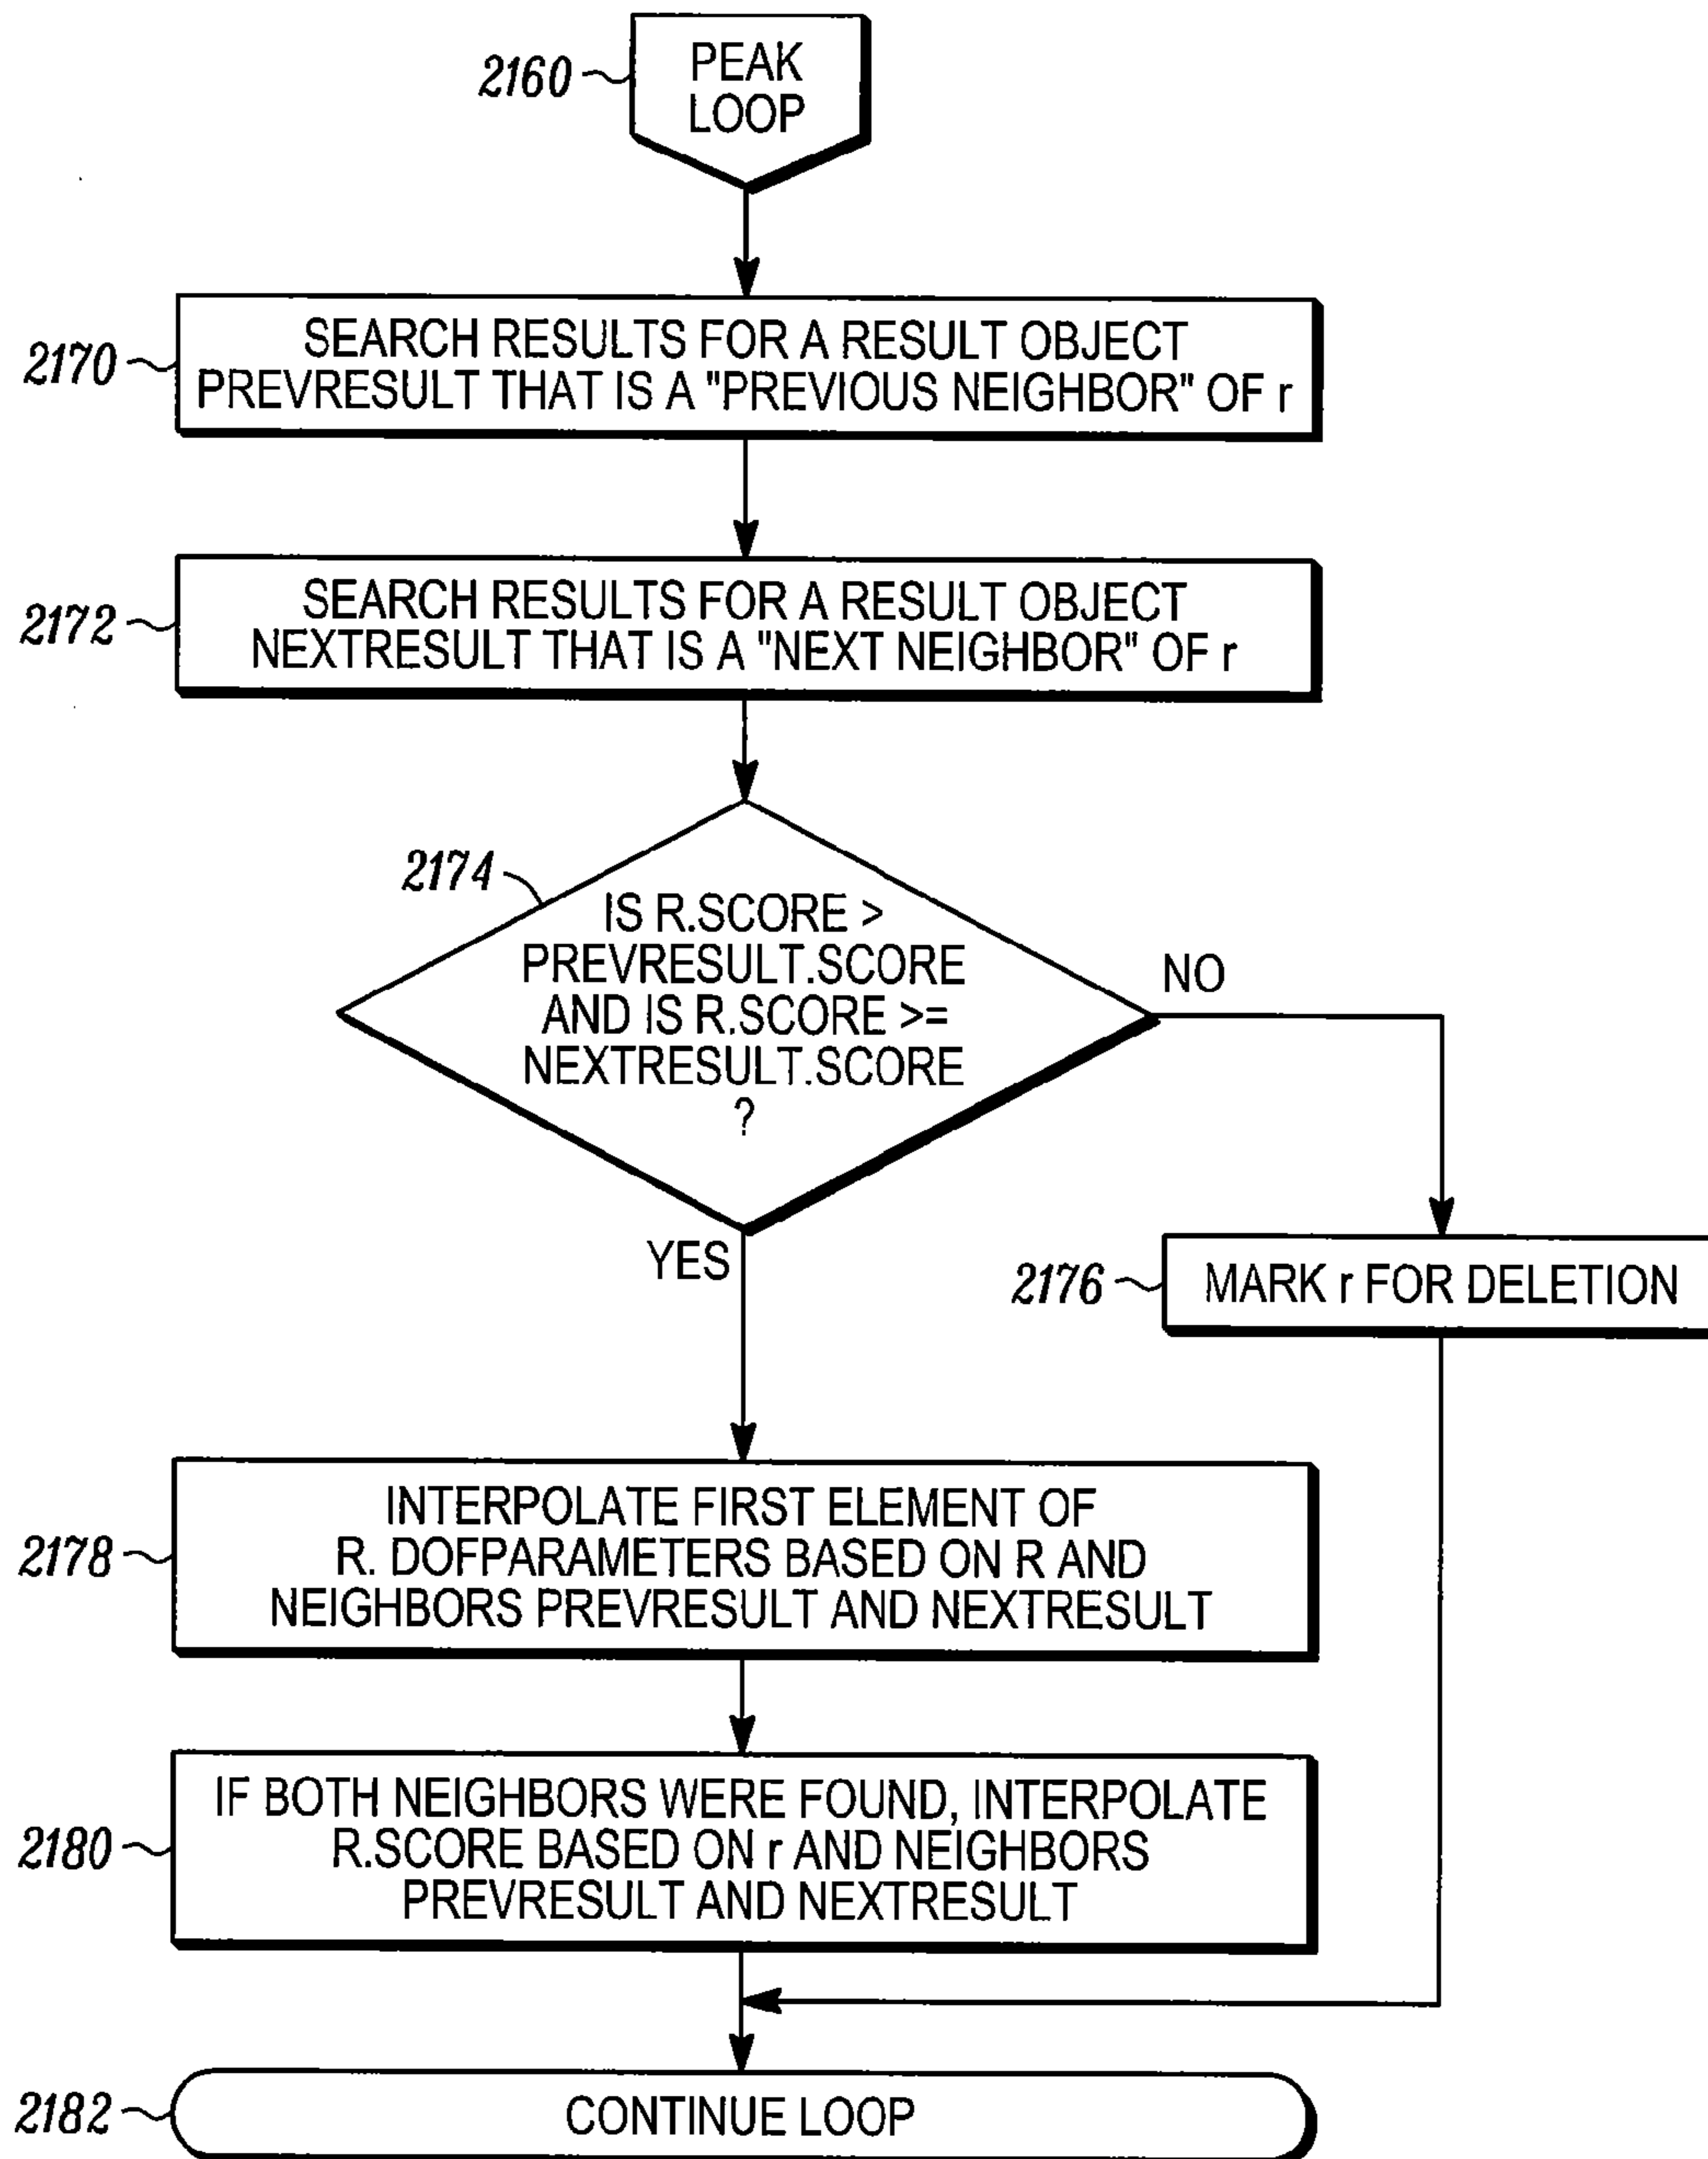 2160
PEAK
LOOP
2170
SEARCH RESULTS FOR A RESULT OBJECT
PREVRESULT THAT IS A "PREVIOUS NEIGHBOR" OF r
2172
SEARCH RESULTS FOR A RESULT OBJECT
NEXTRESULT THAT IS A "NEXT NEIGHBOR" OF r
2174
IS R.SCORE >
PREVRESULT.SCORE
AND IS R.SCORE >=
NEXTRESULT.SCORE
?
NO
YES
2176
MARK r FOR DELETION
2178
INTERPOLATE FIRST ELEMENT OF
R. DOFPARAMETERS BASED ON R AND
NEIGHBORS PREVRESULT AND NEXTRESULT
2180
IF BOTH NEIGHBORS WERE FOUND, INTERPOLATE
R.SCORE BASED ON r AND NEIGHBORS
PREVRESULT AND NEXTRESULT
2182
CONTINUE LOOP